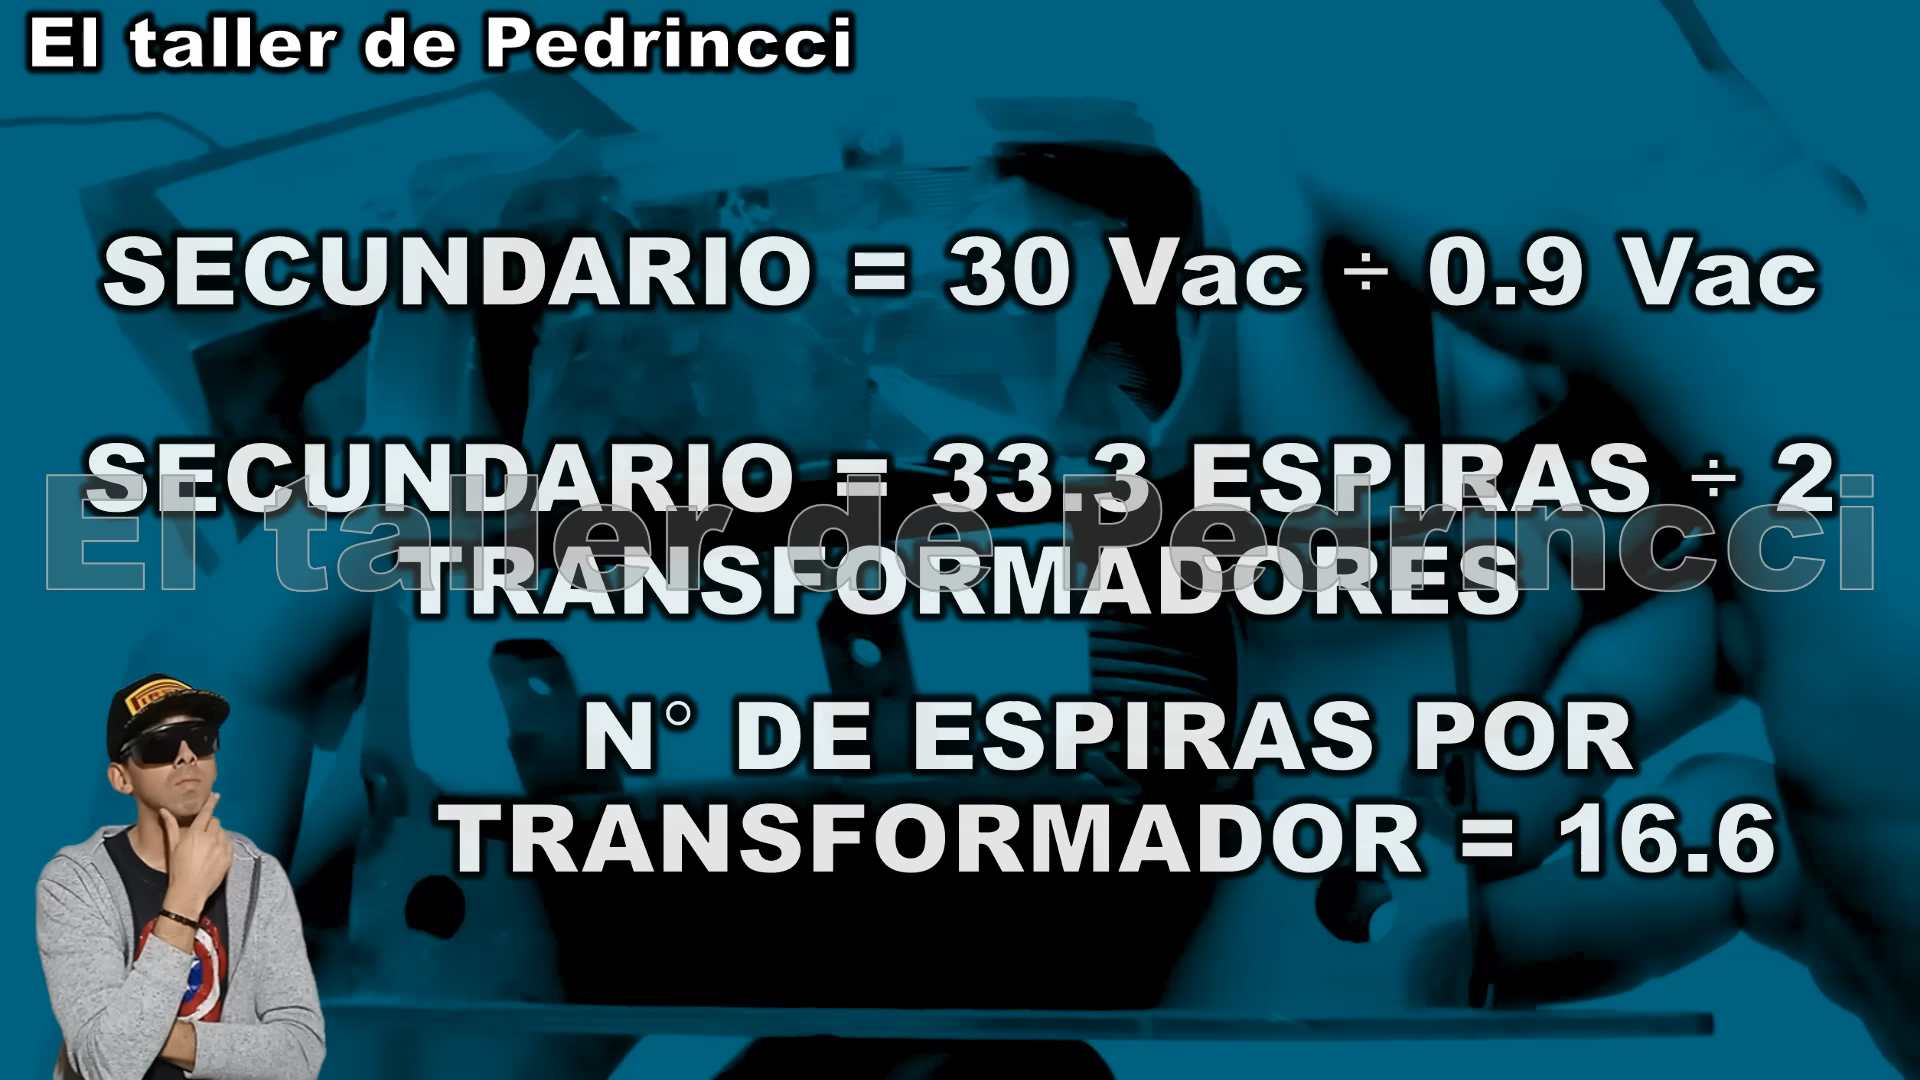 El taller de Pedrincci
SECUNDARIO = 30 Vac ÷ 0.9 Vac
SECUNDARIO = 33.3 ESPIRAS ÷ 2
El taller de Pedrincci
TRANSFORMADORES
N° DE ESPIRAS POR
TRANSFORMADOR = 16.6